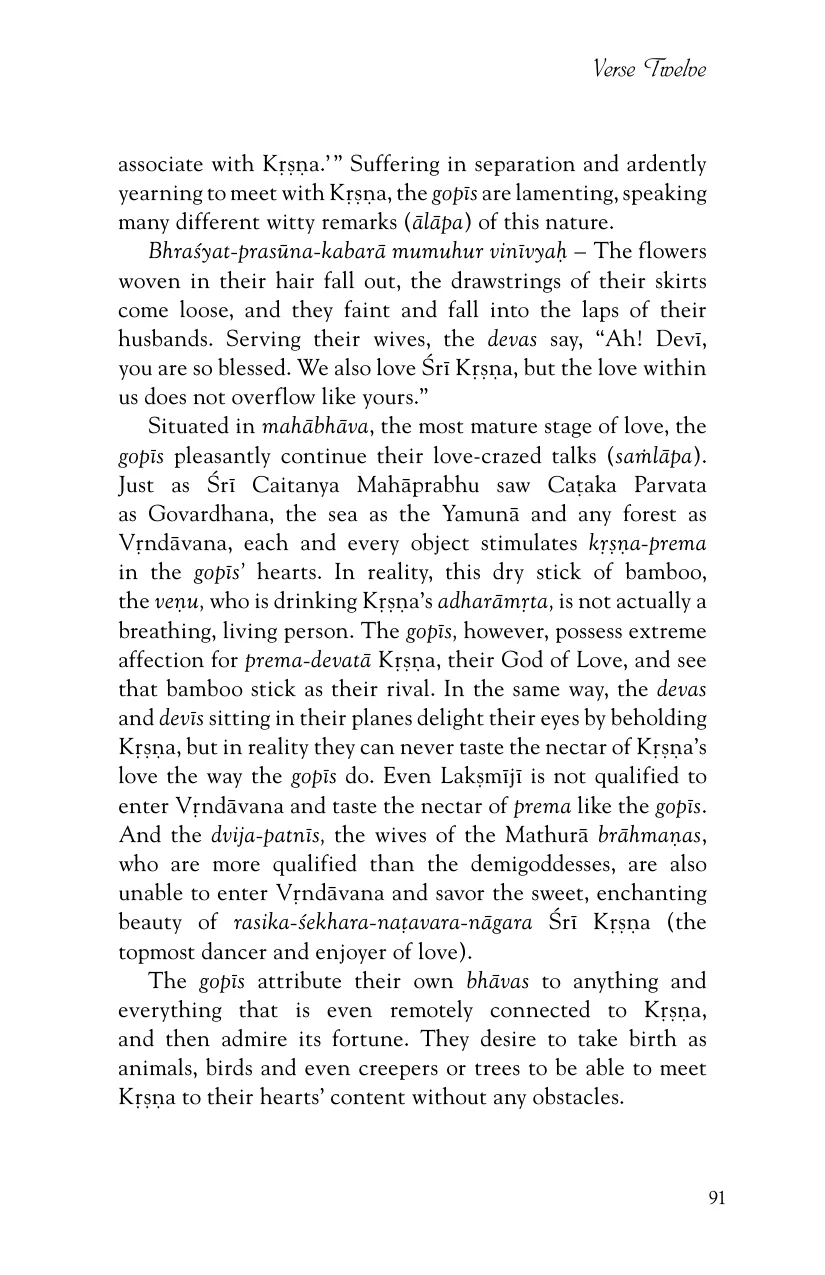 Verse Twelve
associate with Kṛṣṇa.’” Suffering in separation and ardently
yearning to meet with Kṛṣṇa, the gopīs are lamenting, speaking
many different witty remarks (ālāpa) of this nature.
Bhraśyat-prasūna-kabarā mumuhur vinīvyaḥ – The flowers
woven in their hair fall out, the drawstrings of their skirts
come loose, and they faint and fall into the laps of their
husbands. Serving their wives, the devas say, “Ah! Devī,
you are so blessed. We also love Śrī Kṛṣṇa, but the love within
us does not overflow like yours.”
Situated in mahābhāva, the most mature stage of love, the
gopīs pleasantly continue their love-crazed talks (saṁlāpa).
Just as Śrī Caitanya Mahāprabhu saw Caṭaka Parvata
as Govardhana, the sea as the Yamunā and any forest as
Vṛndāvana, each and every object stimulates kṛṣṇa-prema
in the gopīs’ hearts. In reality, this dry stick of bamboo,
the veṇu, who is drinking Kṛṣṇa’s adharāmṛta, is not actually a
breathing, living person. The gopīs, however, possess extreme
affection for prema-devatā Kṛṣṇa, their God of Love, and see
that bamboo stick as their rival. In the same way, the devas
and devīs sitting in their planes delight their eyes by beholding
Kṛṣṇa, but in reality they can never taste the nectar of Kṛṣṇa’s
love the way the gopīs do. Even Lakṣmījī is not qualified to
enter Vṛndāvana and taste the nectar of prema like the gopīs.
And the dvija-patnīs, the wives of the Mathurā brāhmaṇas,
who are more qualified than the demigoddesses, are also
unable to enter Vṛndāvana and savor the sweet, enchanting
beauty of rasika-śekhara-naṭavara-nāgara Śrī Kṛṣṇa (the
topmost dancer and enjoyer of love).
The gopīs attribute their own bhāvas to anything and
everything that is even remotely connected to Kṛṣṇa,
and then admire its fortune. They desire to take birth as
animals, birds and even creepers or trees to be able to meet
Kṛṣṇa to their hearts’ content without any obstacles.
91